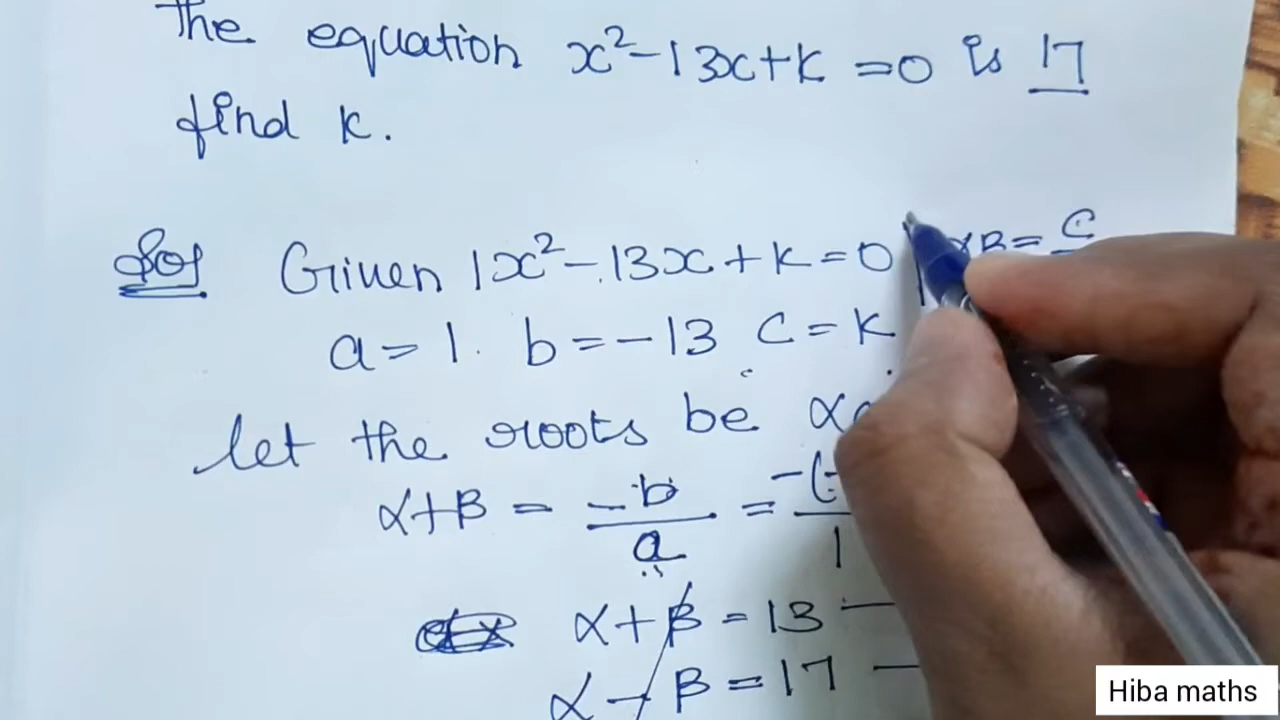 The equation x²-13x+k=0 is 17
find k.
Sol Given 1x²-13x+k=0
αβ = C
a=1. b=-13 C=k
let the roots be α
α+β = -b/a = -(-
1
α+β = 13 —
α-β = 17 —
Hiba maths